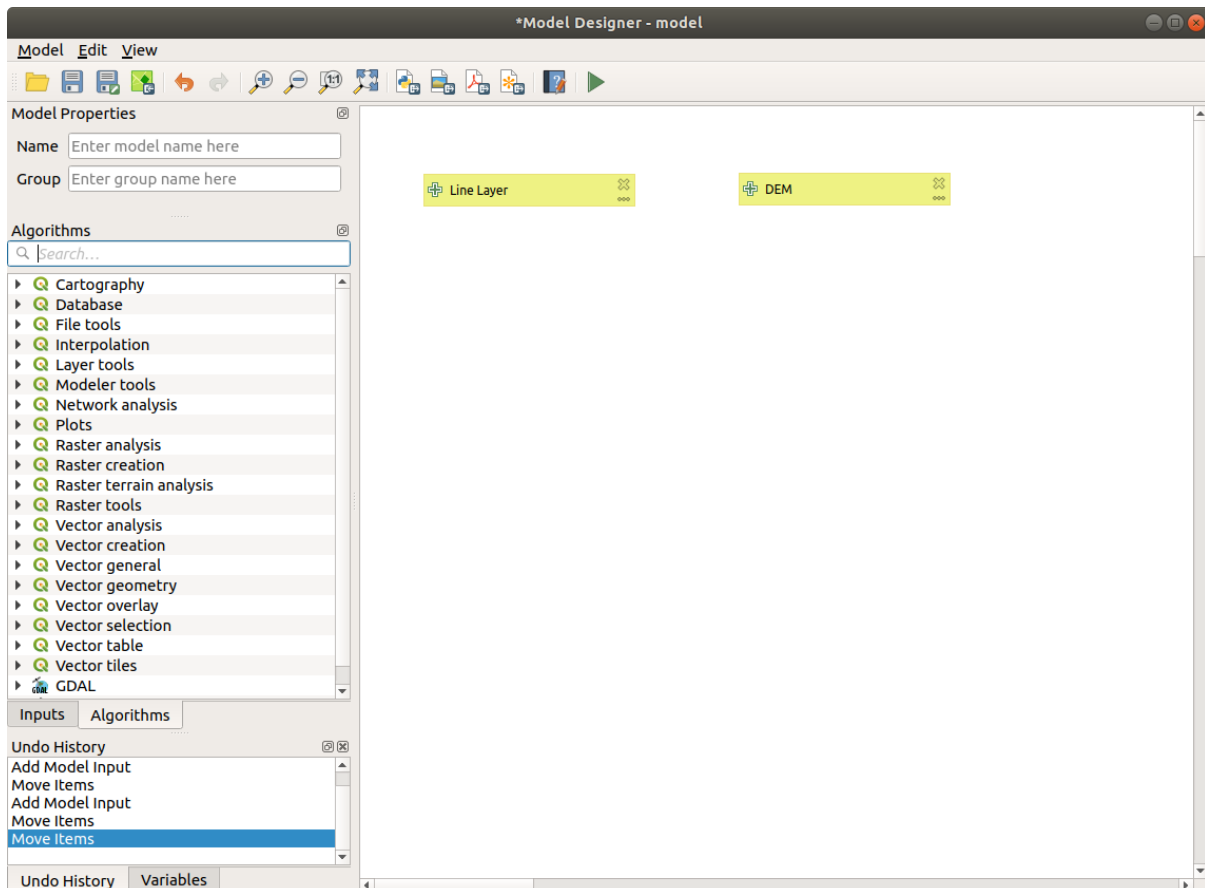 *Model Designer - model
Model Edit View
1:1
Model Properties
Name Enter model name here
Group Enter group name here
Algorithms
Search...
Cartography
Database
File tools
Interpolation
Layer tools
Modeler tools
Network analysis
Plots
Raster analysis
Raster creation
Raster terrain analysis
Raster tools
Vector analysis
Vector creation
Vector general
Vector geometry
Vector overlay
Vector selection
Vector table
Vector tiles
GDAL GDAL
Inputs Algorithms
Undo History
Add Model Input
Move Items
Add Model Input
Move Items
Move Items
Undo History Variables
Line Layer
DEM